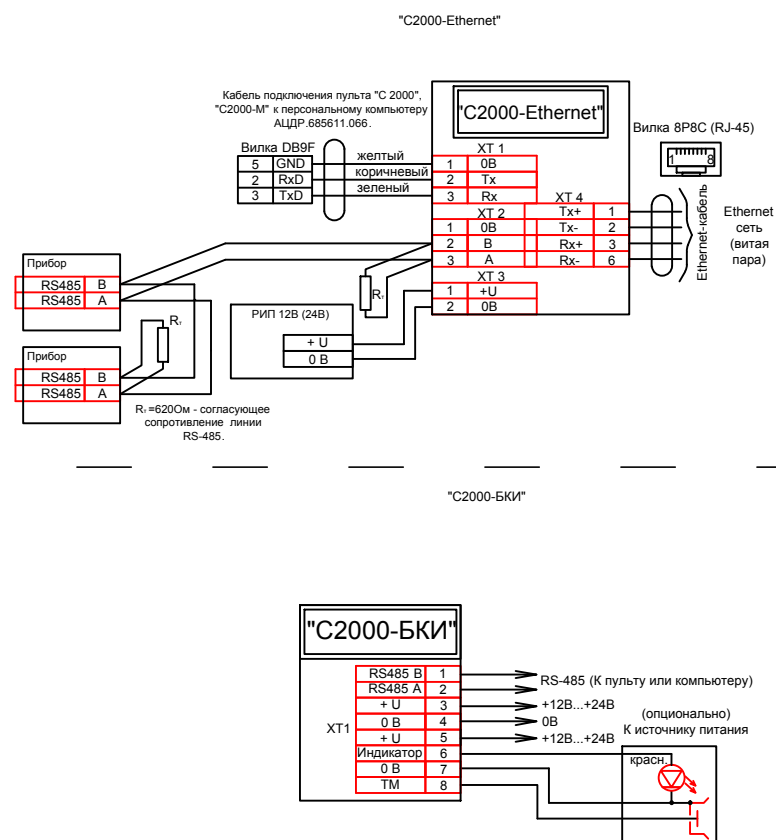 "С2000-Ethernet"
Кабель подключения пульта "С 2000",
"С2000-М" к персональному компьютеру
АЦДР.685611.066.
"С2000-Ethernet"
Вилка 8P8C (RJ-45)
1 8
Вилка DB9F
5 GND
2 RxD
3 TxD
желтый
коричневый
зеленый
XT 1
1 0В
2 Tx
3 Rx
XT 2
1 0В
2 B
3 A
XT 3
1 +U
2 0В
XT 4
Tx+ 1
Tx- 2
Rx+ 3
Rx- 6
Ethernet-кабель
Ethernet
сеть
(витая
пара)
Прибор
RS485 B
RS485 A
Rт
Rт
РИП 12В (24В)
+ U
0 В
Прибор
RS485 B
RS485 A
Rт=620Ом - согласующее
сопротивление линии
RS-485.
"С2000-БКИ"
"С2000-БКИ"
XT1
RS485 B 1
RS485 A 2
+ U 3
0 В 4
+ U 5
Индикатор 6
0 В 7
ТМ 8
RS-485 (К пульту или компьютеру)
+12В...+24В
0В
+12В...+24В
(опционально)
К источнику питания
красн.